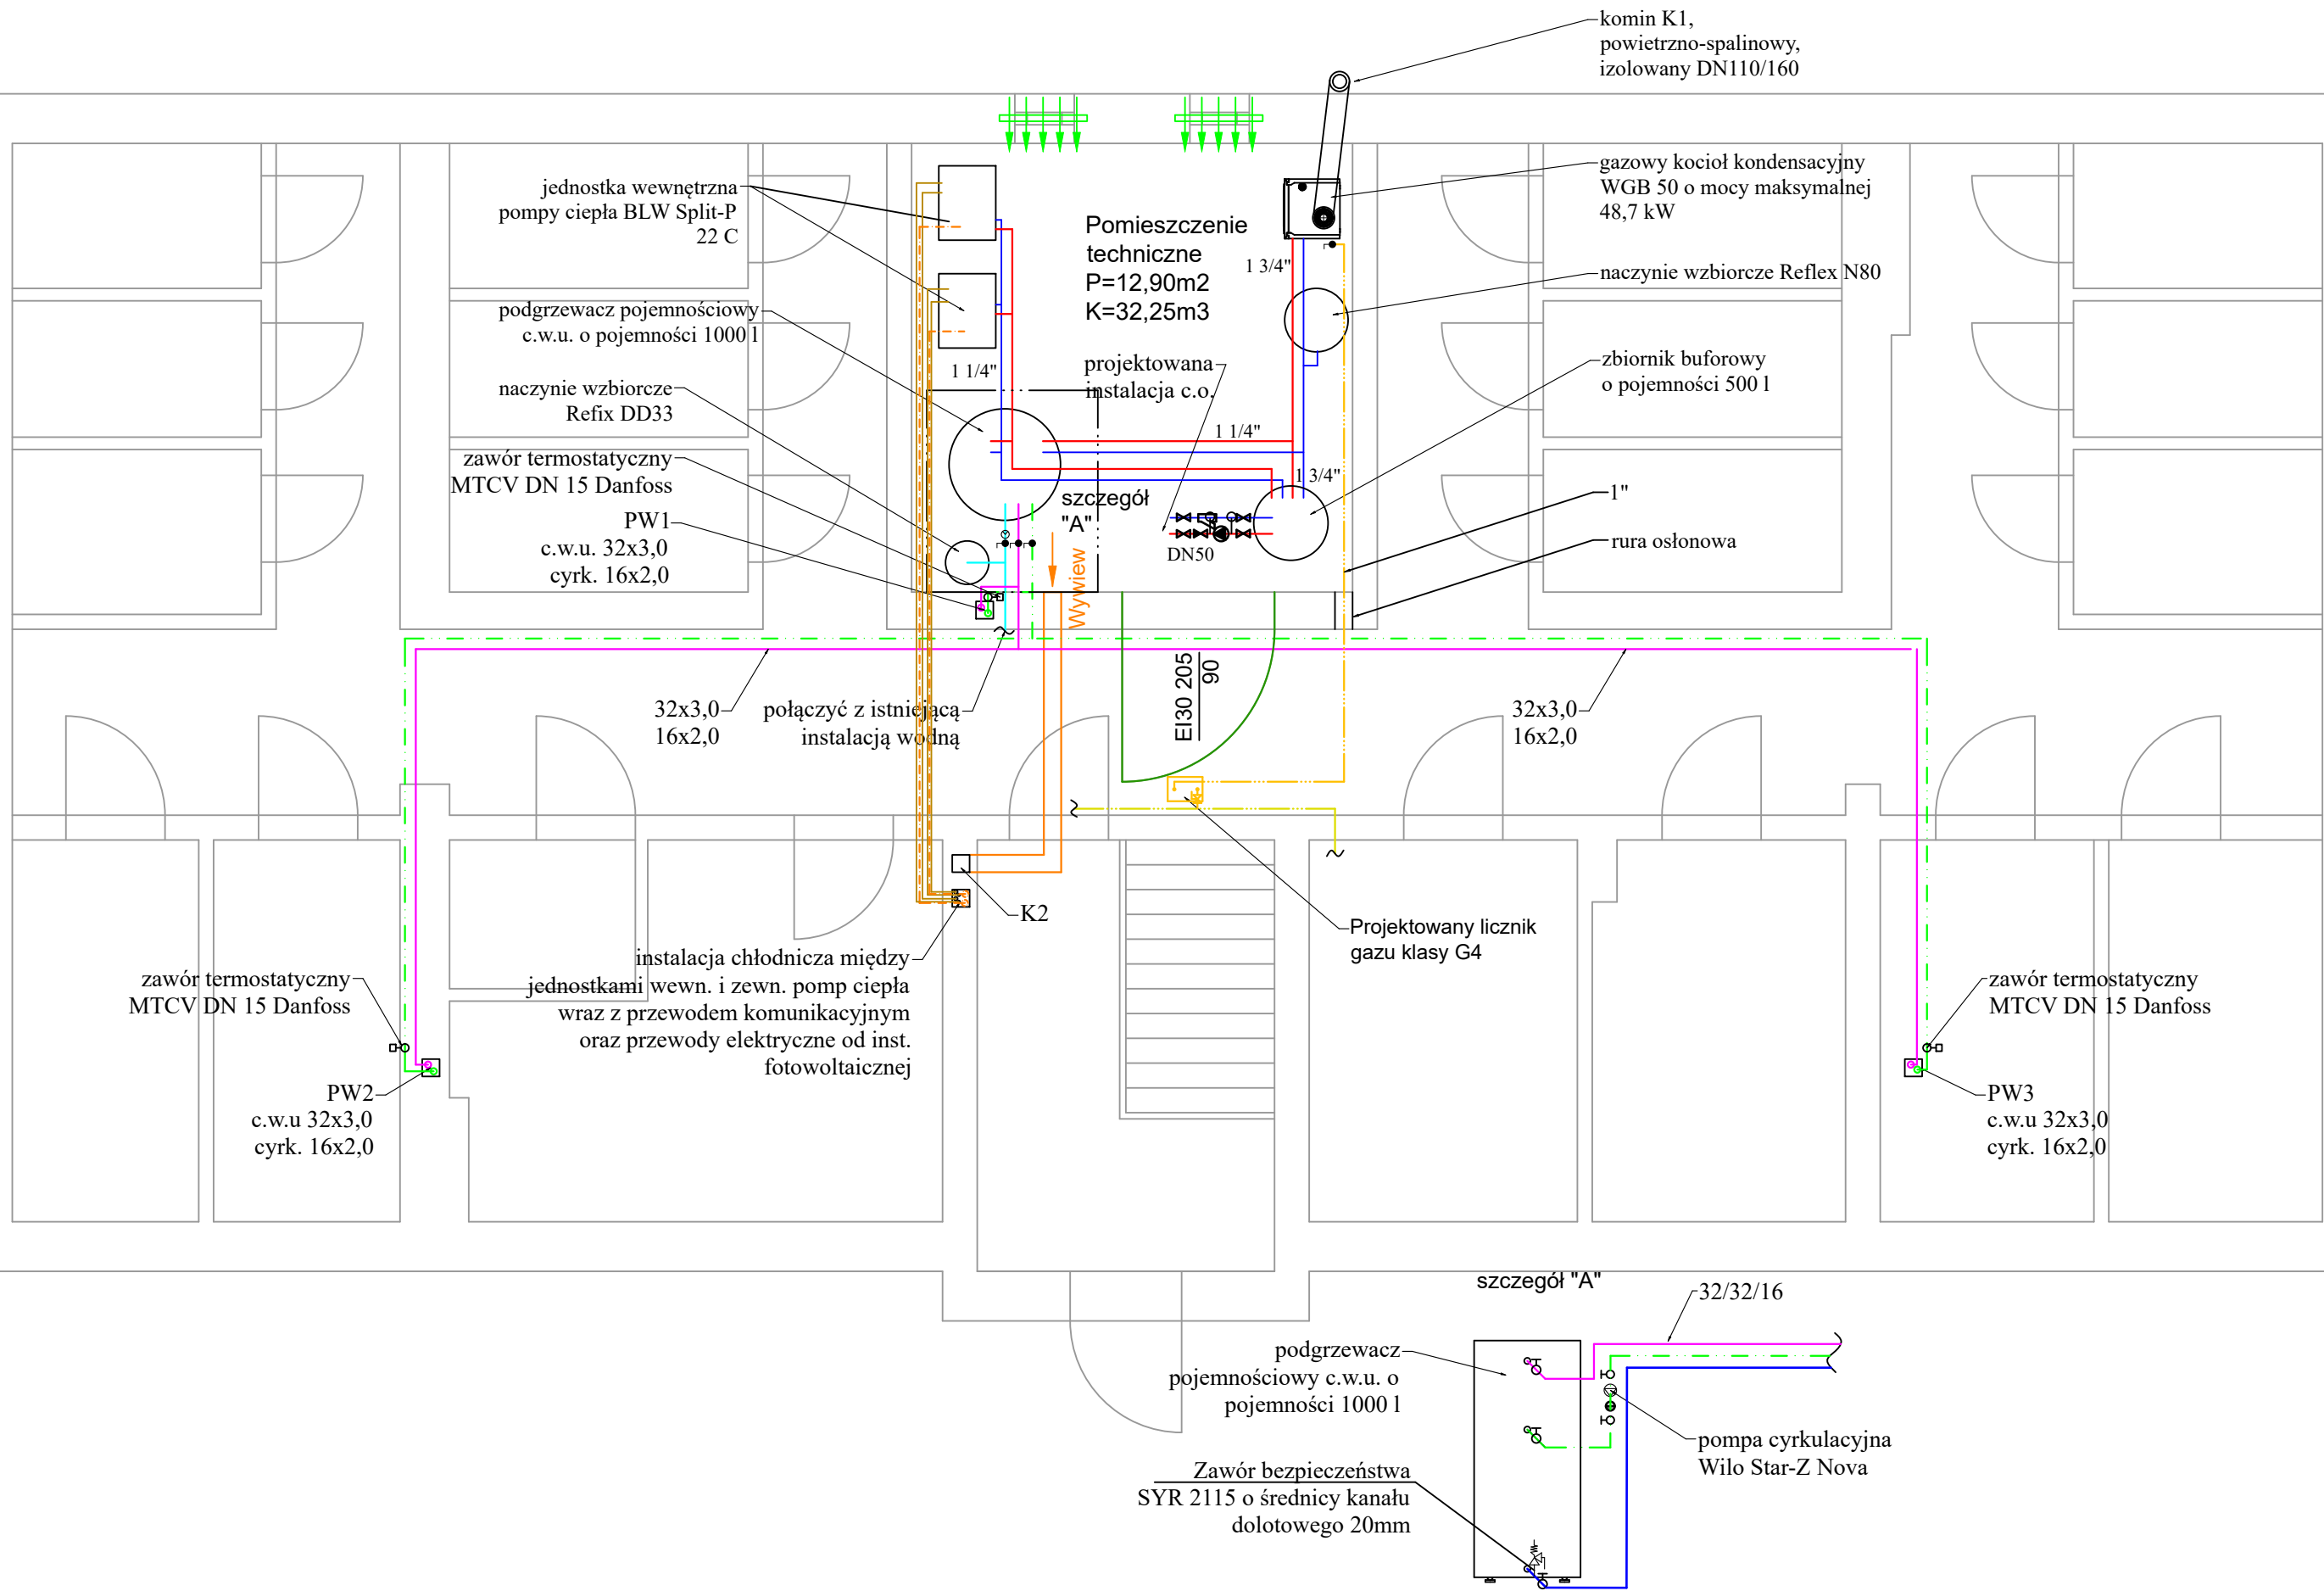 komin K1,
powietrzno-spalinowy,
izolowany DN110/160
jednostka wewnętrzna
pompy ciepła BLW Split-P
22 C
gazowy kocioł kondensacyjny
WGB 50 o mocy maksymalnej
48,7 kW
Pomieszczenie
techniczne
P=12,90m2
K=32,25m3
1 3/4"
naczynie wzbiorcze Reflex N80
podgrzewacz pojemnościowy
c.w.u. o pojemności 1000 l
1 1/4"
projektowana
instalacja c.o.
zbiornik buforowy
o pojemności 500 l
naczynie wzbiorcze
Refix DD33
1 1/4"
zawór termostatyczny
MTCV DN 15 Danfoss
1 3/4"
szczegół
"A"
1"
PW1
c.w.u. 32x3,0
cyrk. 16x2,0
DN50
rura osłonowa
Wywiew
EI30 205
90
32x3,0
16x2,0
połączyć z istniejącą
instalacją wodną
32x3,0
16x2,0
K2
Projektowany licznik
gazu klasy G4
instalacja chłodnicza między
jednostkami wewn. i zewn. pomp ciepła
wraz z przewodem komunikacyjnym
oraz przewody elektryczne od inst.
fotowoltaicznej
zawór termostatyczny
MTCV DN 15 Danfoss
zawór termostatyczny
MTCV DN 15 Danfoss
PW2
c.w.u 32x3,0
cyrk. 16x2,0
PW3
c.w.u 32x3,0
cyrk. 16x2,0
szczegół "A"
32/32/16
podgrzewacz
pojemnościowy c.w.u. o
pojemności 1000 l
pompa cyrkulacyjna
Wilo Star-Z Nova
Zawór bezpieczeństwa
SYR 2115 o średnicy kanału
dolotowego 20mm